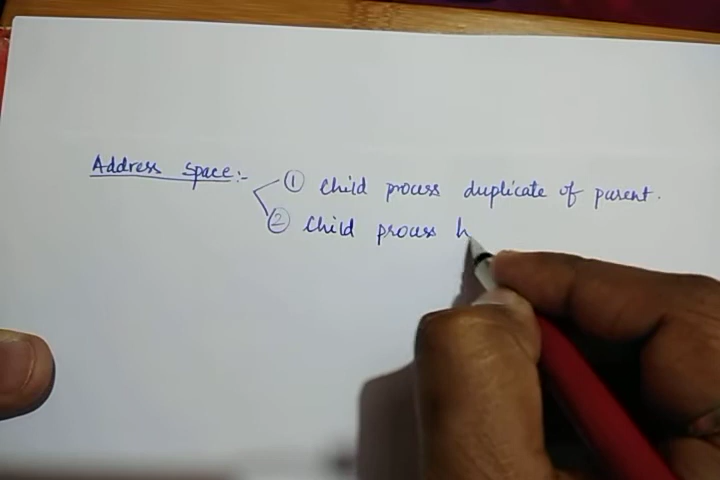 Address space:- ① Child process duplicate of parent.
② Child process h